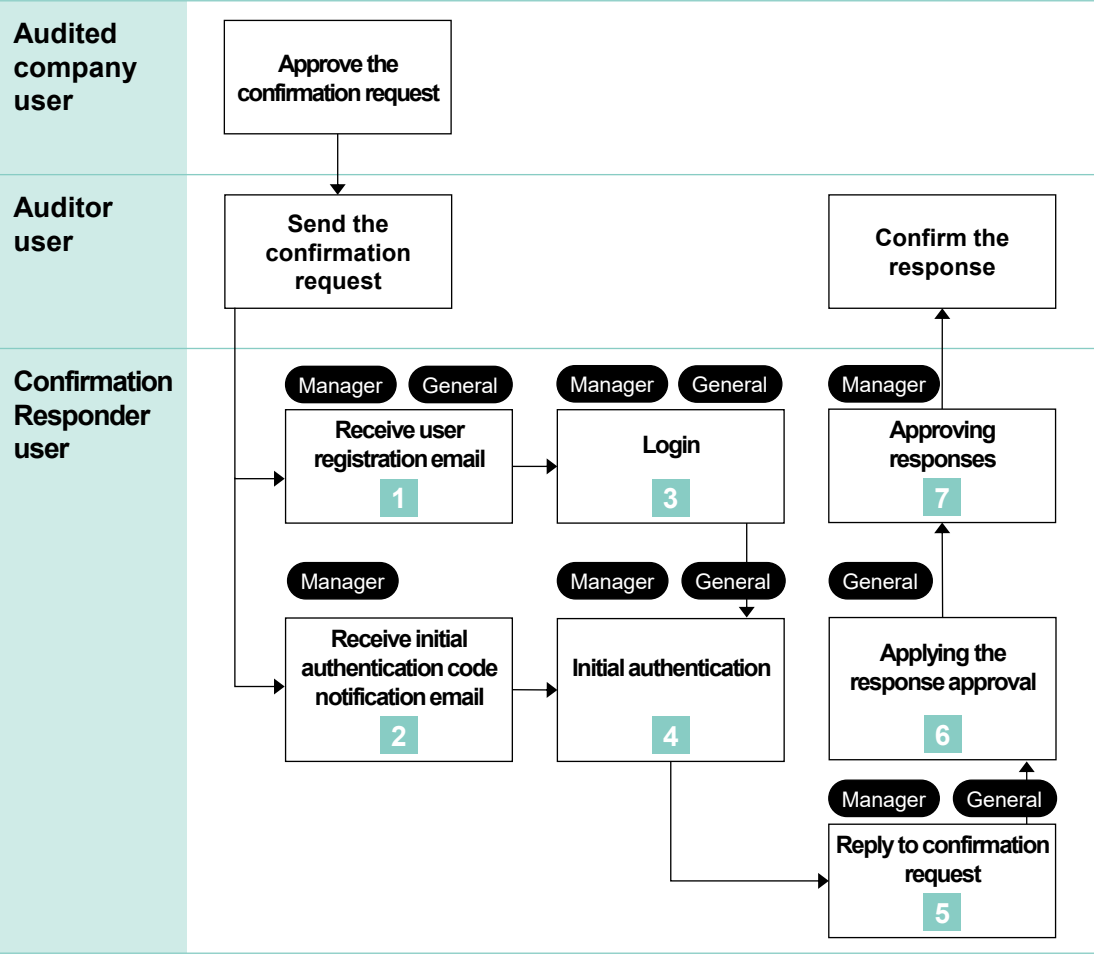 Audited
company
user
Approve the
confirmation request
Auditor
user
Send the
confirmation
request
Confirm the
response
Confirmation
Responder
user
Manager
General
Receive user
registration email
1
Manager
General
Login
3
Manager
Approving
responses
7
Manager
Receive initial
authentication code
notification email
2
Manager
General
Initial authentication
4
General
Applying the
response approval
6
Manager
General
Reply to confirmation
request
5